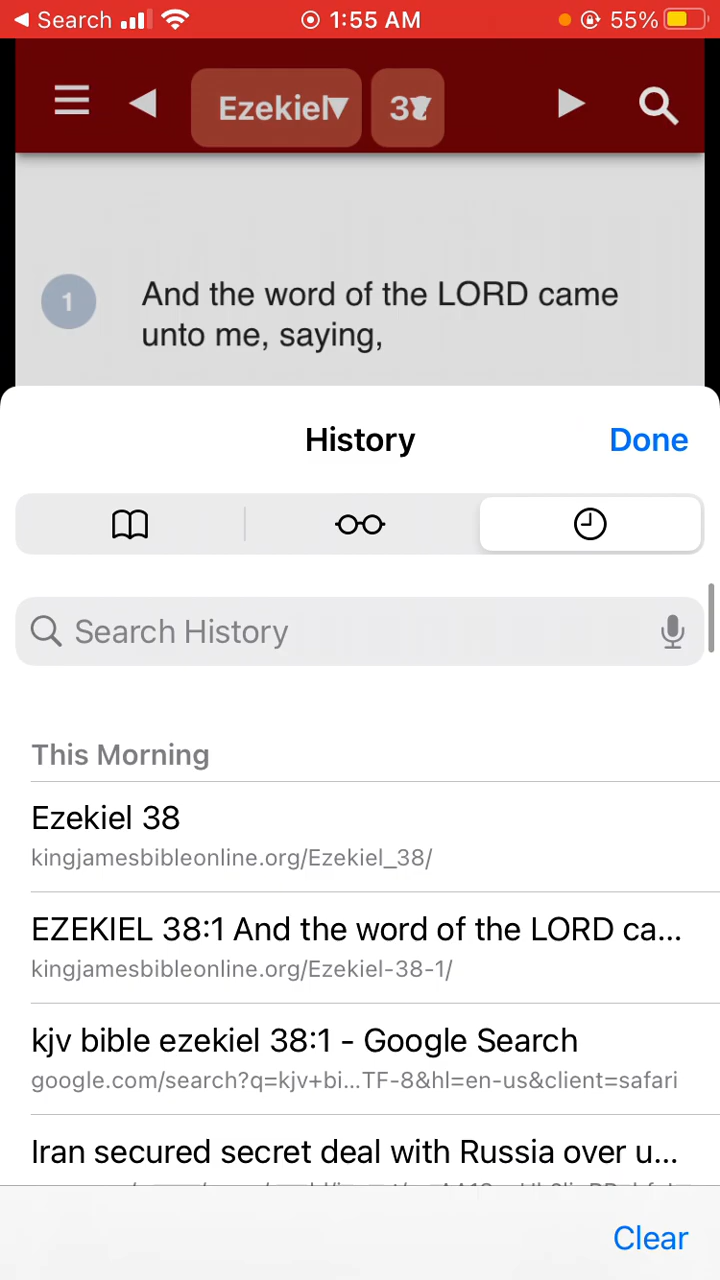 Search 1:55 AM 55%
Ezekiel
And the word of the LORD came
1
unto me, saying,
History Done
Search History
This Morning
Ezekiel 38
kingjamesbibleonline.org/Ezekiel_38/
EZEKIEL 38:1 And the word of the LORD ca...
kingjamesbibleonline.org/Ezekiel-38-1/
kjv bible ezekiel 38:1 - Google Search
google.com/search?q=kjv+bi...TF-8&hl=en-us&client=safari
Iran secured secret deal with Russia over u...
Clear